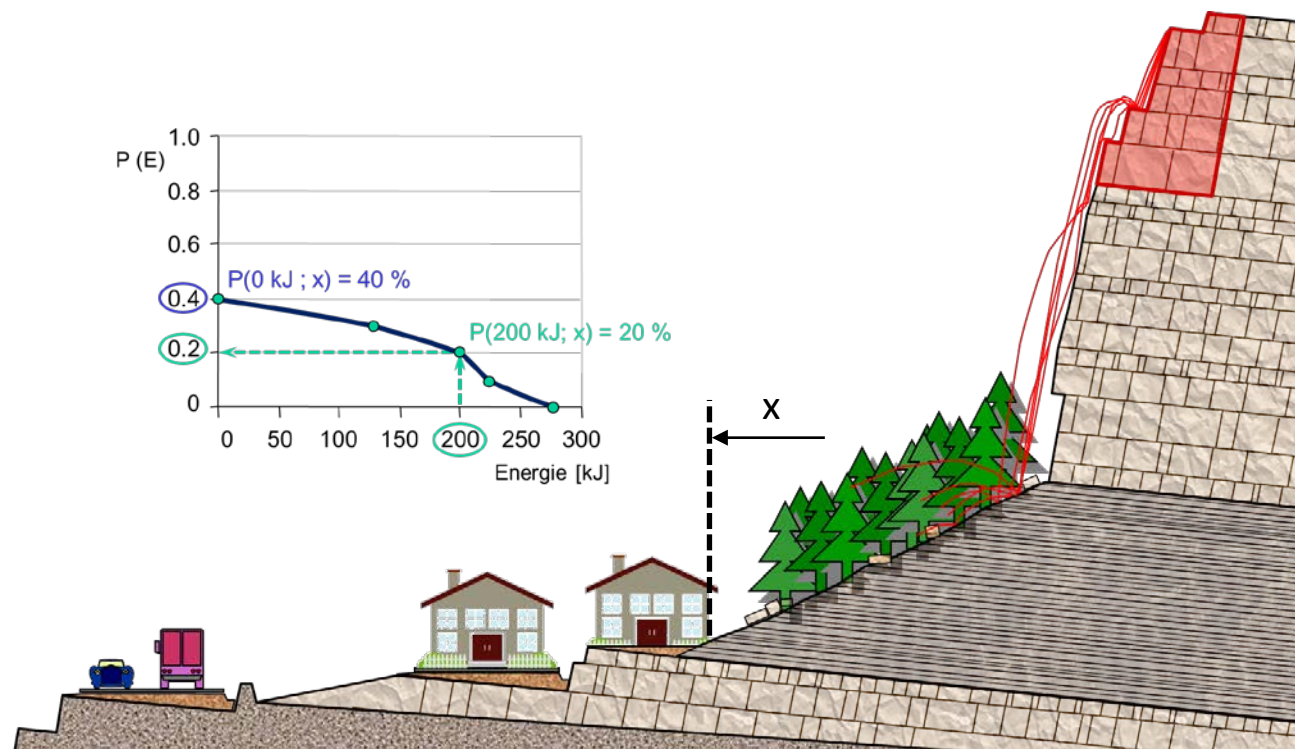 1.0
P (E)
0.8
0.6
P(0 kJ ; x) = 40 %
0.4
P(200 kJ; x) = 20 %
0.2
0
0 50 100 150 200 250 300
Energie [kJ]
X